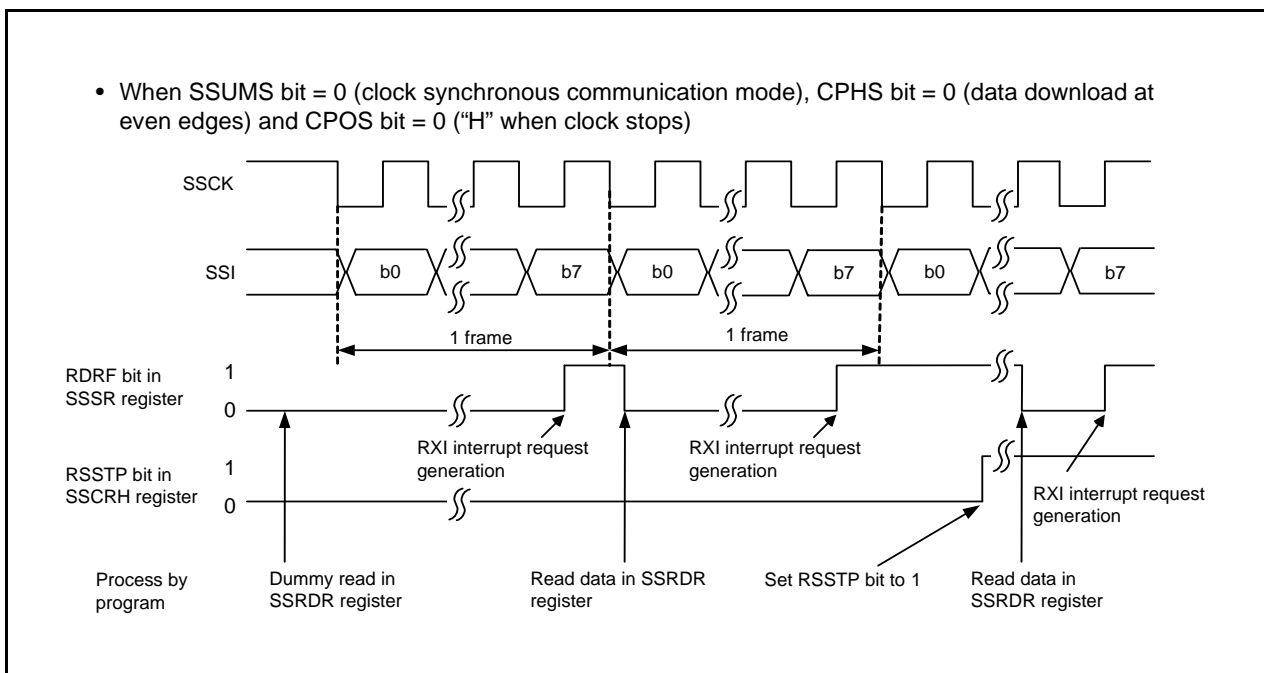 • When SSUMS bit = 0 (clock synchronous communication mode), CPHS bit = 0 (data download at
even edges) and CPOS bit = 0 (“H” when clock stops)
SSCK
SSI
b0
b7
b0
b7
b0
b7
1 frame
1 frame
RDRF bit in
SSSR register
1
0
RXI interrupt request
generation
RXI interrupt request
generation
RXI interrupt request
generation
RSSTP bit in
SSCRH register
1
0
Process by
program
Dummy read in
SSRDR register
Read data in SSRDR
register
Set RSSTP bit to 1
Read data in
SSRDR register